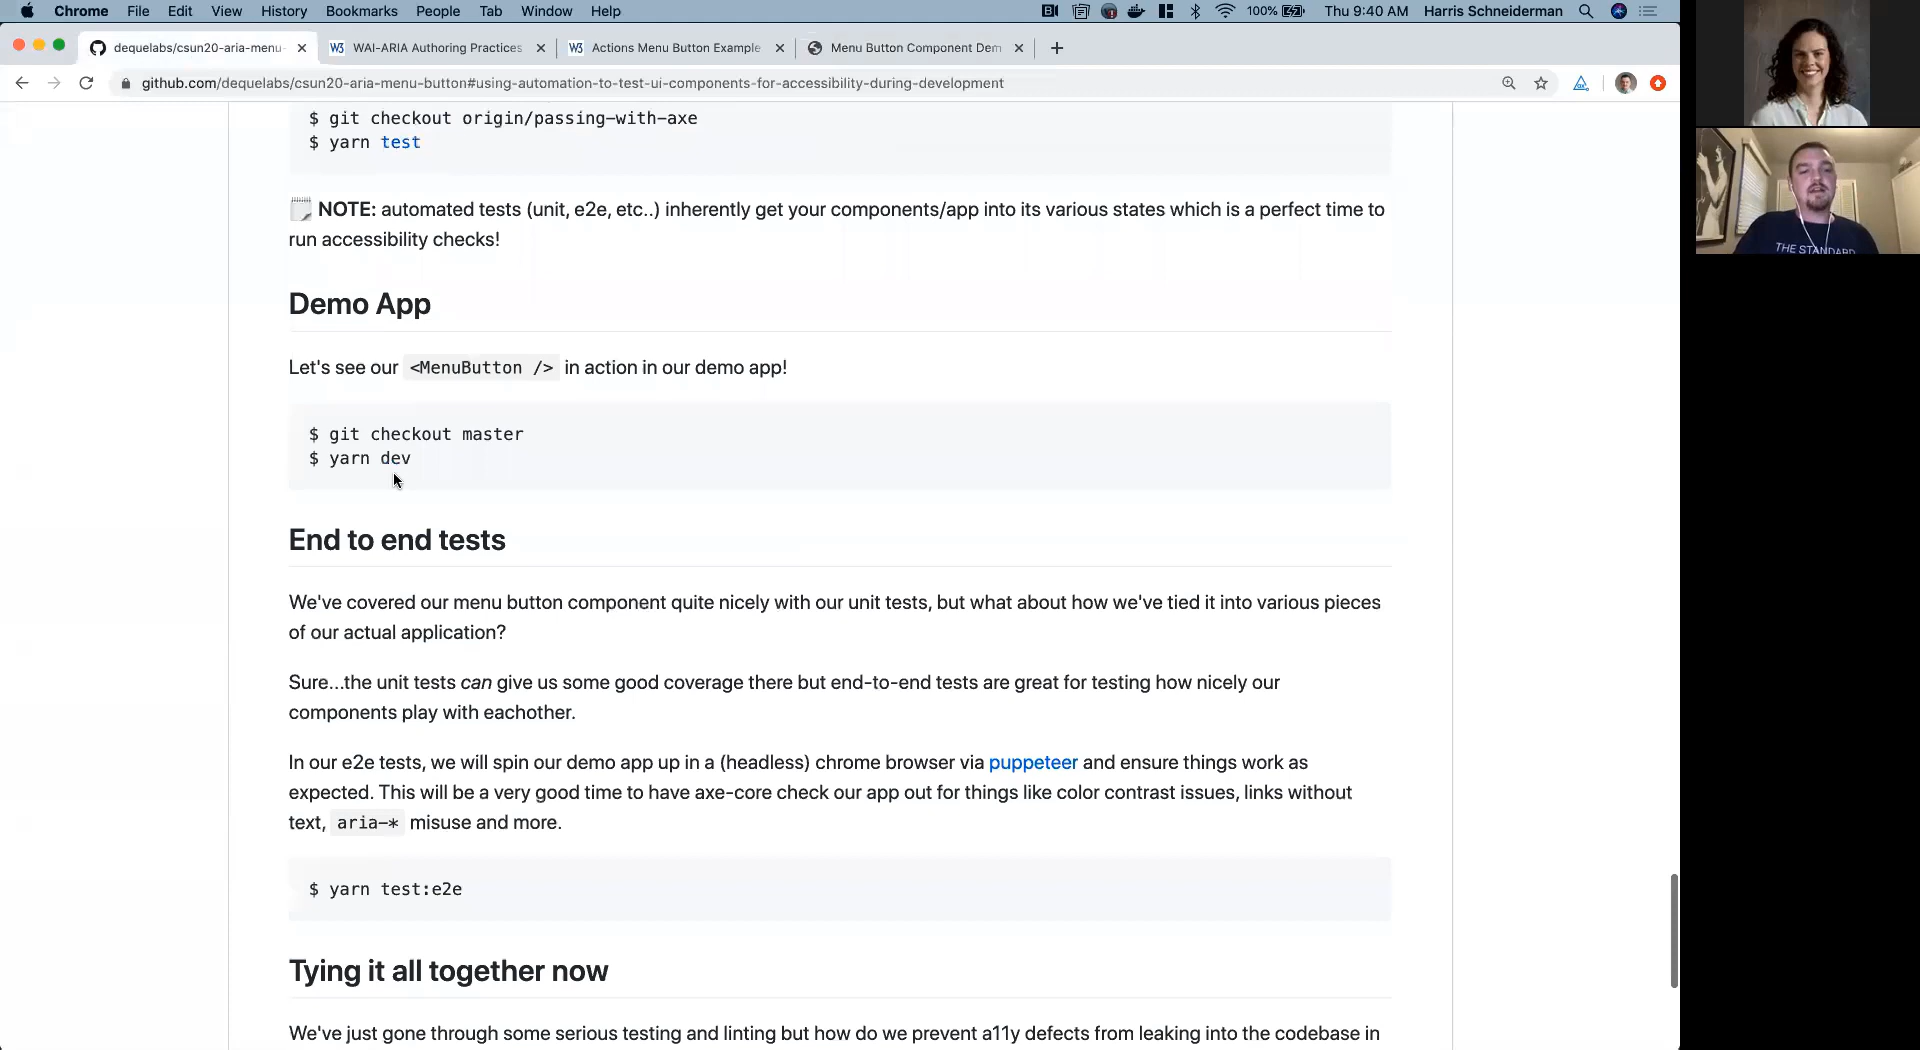 Chrome File Edit View History Bookmarks People Tab Window Help 100% Thu 9:40 AM Harris Schneiderman
dequelabs/csun20-aria-menu- WAI-ARIA Authoring Practices Actions Menu Button Example Menu Button Component Dem
github.com/dequelabs/csun20-aria-menu-button#using-automation-to-test-ui-components-for-accessibility-during-development
$ git checkout origin/passing-with-axe
$ yarn test
NOTE: automated tests (unit, e2e, etc..) inherently get your components/app into its various states which is a perfect time to
run accessibility checks!
Demo App
Let's see our <MenuButton /> in action in our demo app!
$ git checkout master
$ yarn dev
End to end tests
We've covered our menu button component quite nicely with our unit tests, but what about how we've tied it into various pieces
of our actual application?
Sure...the unit tests can give us some good coverage there but end-to-end tests are great for testing how nicely our
components play with eachother.
In our e2e tests, we will spin our demo app up in a (headless) chrome browser via puppeteer and ensure things work as
expected. This will be a very good time to have axe-core check our app out for things like color contrast issues, links without
text, aria-* misuse and more.
$ yarn test:e2e
Tying it all together now
We've just gone through some serious testing and linting but how do we prevent a11y defects from leaking into the codebase in
THE STANDARD